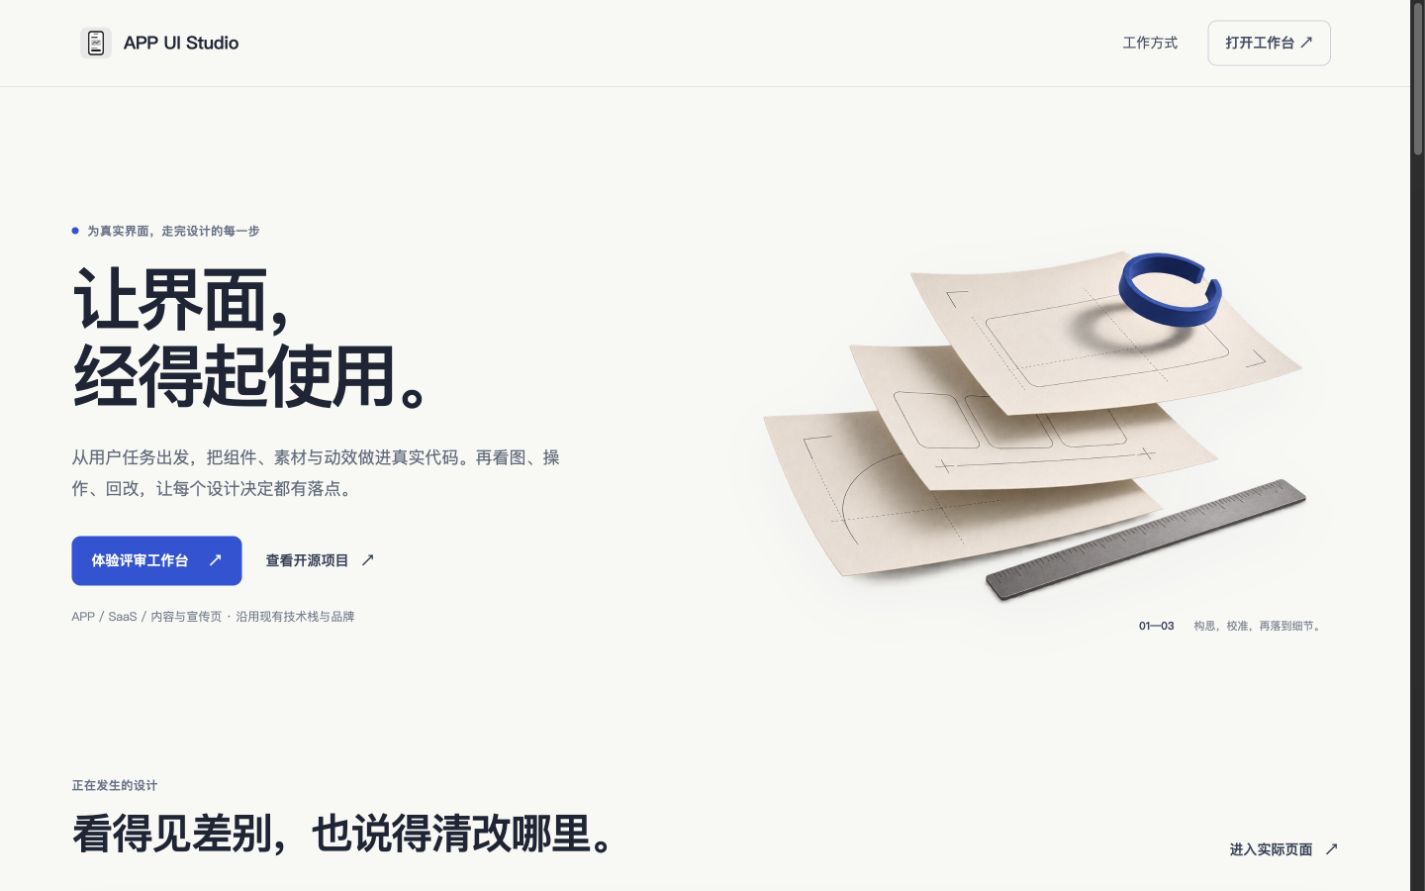 APP UI Studio
工作方式
打开工作台 ↗
为真实界面，走完设计的每一步
让界面，
经得起使用。
从用户任务出发，把组件、素材与动效做进真实代码。再看图、操
作、回改，让每个设计决定都有落点。
体验评审工作台 ↗
查看开源项目 ↗
APP / SaaS / 内容与宣传页 · 沿用现有技术栈与品牌
01—03 构思，校准，再落到细节。
正在发生的设计
看得见差别，也说得清改哪里。
进入实际页面 ↗